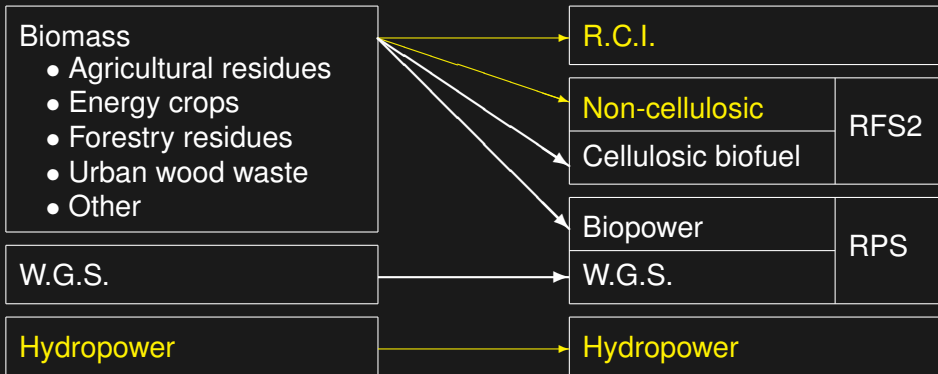 Biomass
• Agricultural residues
• Energy crops
• Forestry residues
• Urban wood waste
• Other
W.G.S.
Hydropower
R.C.I.
Non-cellulosic
Cellulosic biofuel
RFS2
Biopower
W.G.S.
RPS
Hydropower